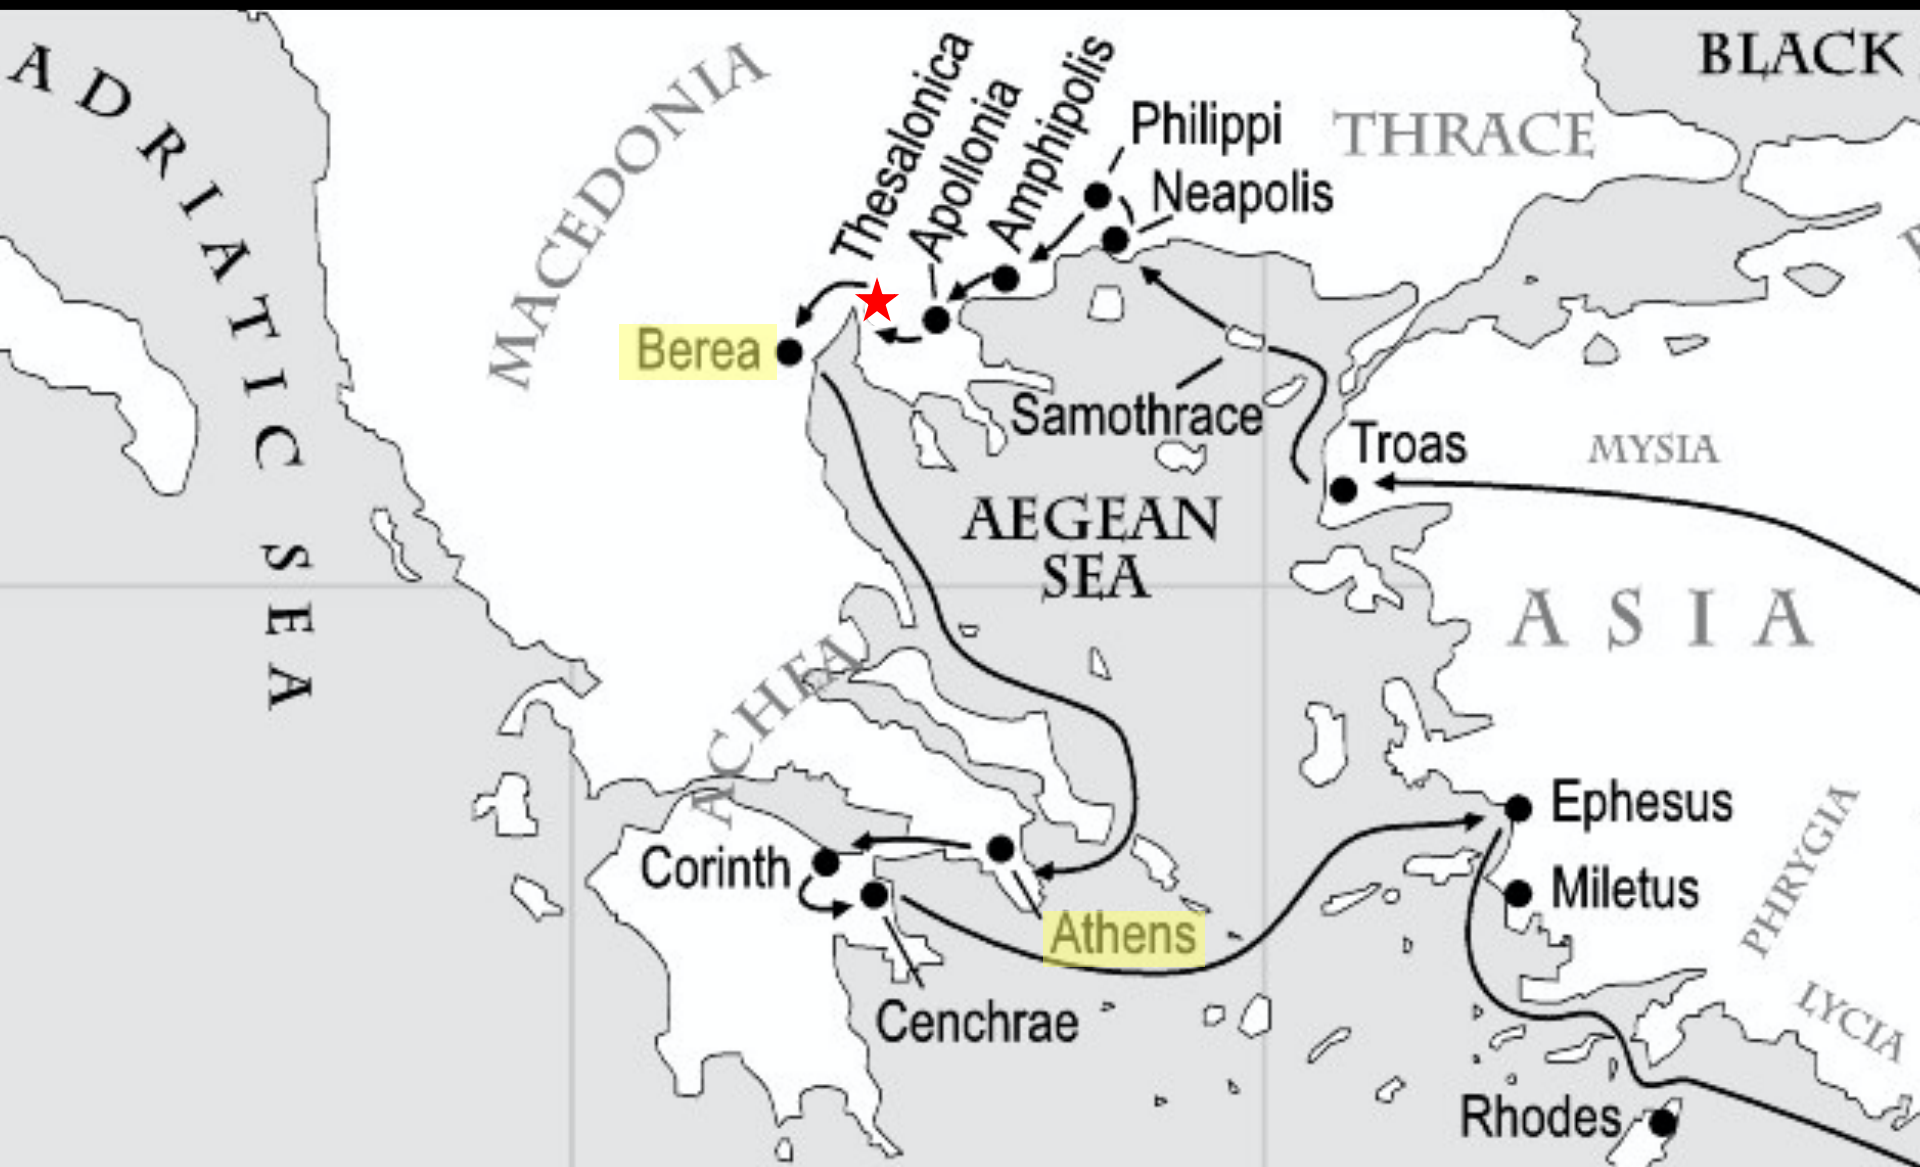 ADRIATIC SEA
MACEDONIA
Thesalonica
Apollonia
Amphipolis
Philippi
Neapolis
THRACE
BLACK
Berea
Samothrace
Troas
MYSIA
AEGEAN
SEA
ASIA
ACHEA
Corinth
Athens
Cenchrae
Ephesus
Miletus
PHRYGIA
LYCIA
Rhodes